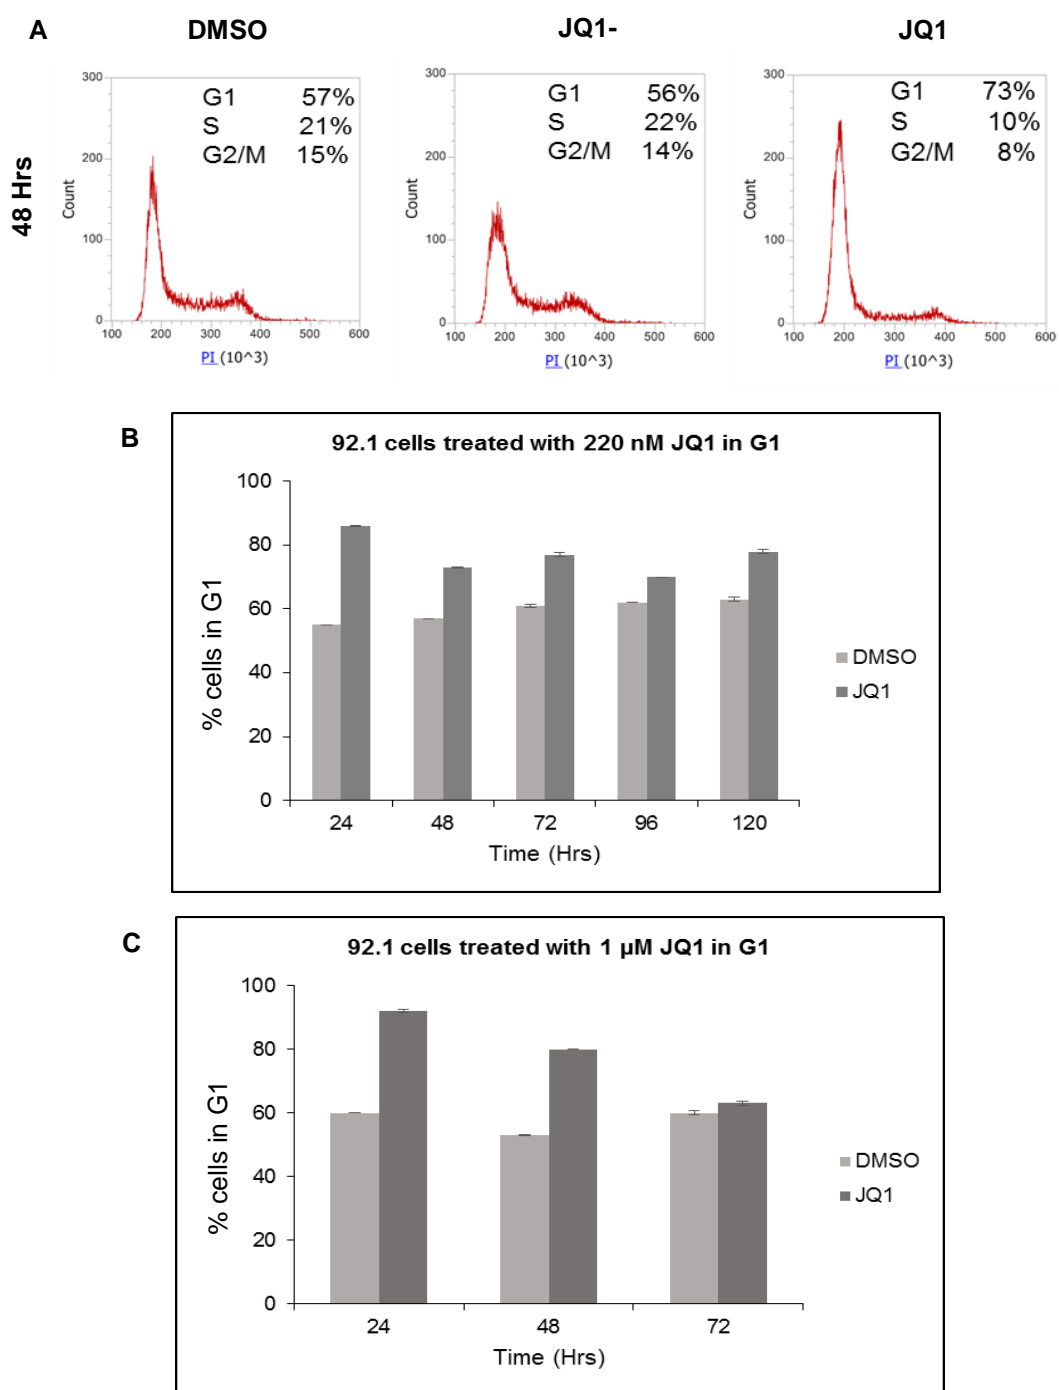 A
DMSO
JQ1-
JQ1
48 Hrs
300
200
100
0
Count
G1 57%
S 21%
G2/M 15%
100 200 300 400 500 600
PI (10^3)
300
200
100
0
Count
G1 56%
S 22%
G2/M 14%
100 200 300 400 500 600
PI (10^3)
300
200
100
0
Count
G1 73%
S 10%
G2/M 8%
100 200 300 400 500 600
PI (10^3)
B
92.1 cells treated with 220 nM JQ1 in G1
% cells in G1
100
80
60
40
20
0
24 48 72 96 120
Time (Hrs)
DMSO
JQ1
C
92.1 cells treated with 1 µM JQ1 in G1
% cells in G1
100
80
60
40
20
0
24 48 72
Time (Hrs)
DMSO
JQ1